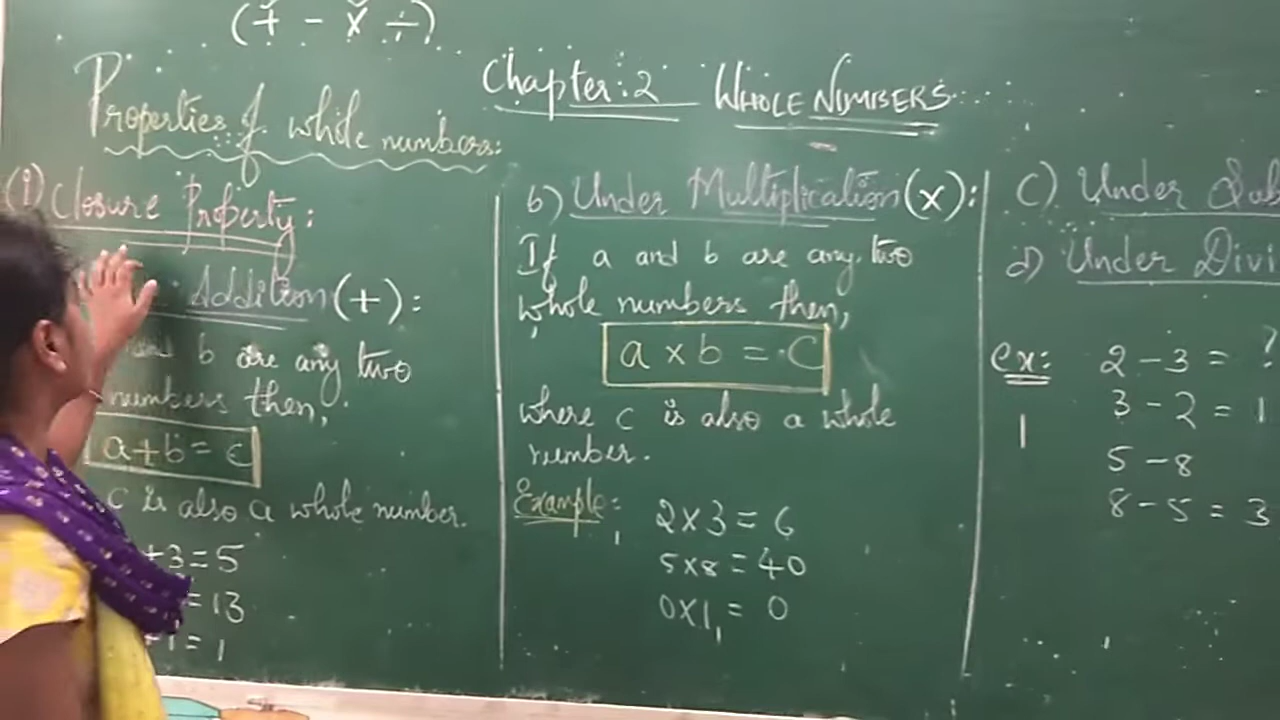 (+ - × ÷)
Chapter:2 WHOLE NUMBERS
Properties of whole numbers:
(i) Closure Property:
Addition (+):
b are any two
numbers then,
a+b = c
c is also a whole number.
+3=5
=13
+1=1
b) Under Multiplication (x):
If a and b are any two
whole numbers then,
a x b = C
where c is also a whole
number.
Example:
2x3=6
5x8=40
0x1=0
c) Under
d) Under
ex: 2-3=?
3-2=1
5-8
8-5=3